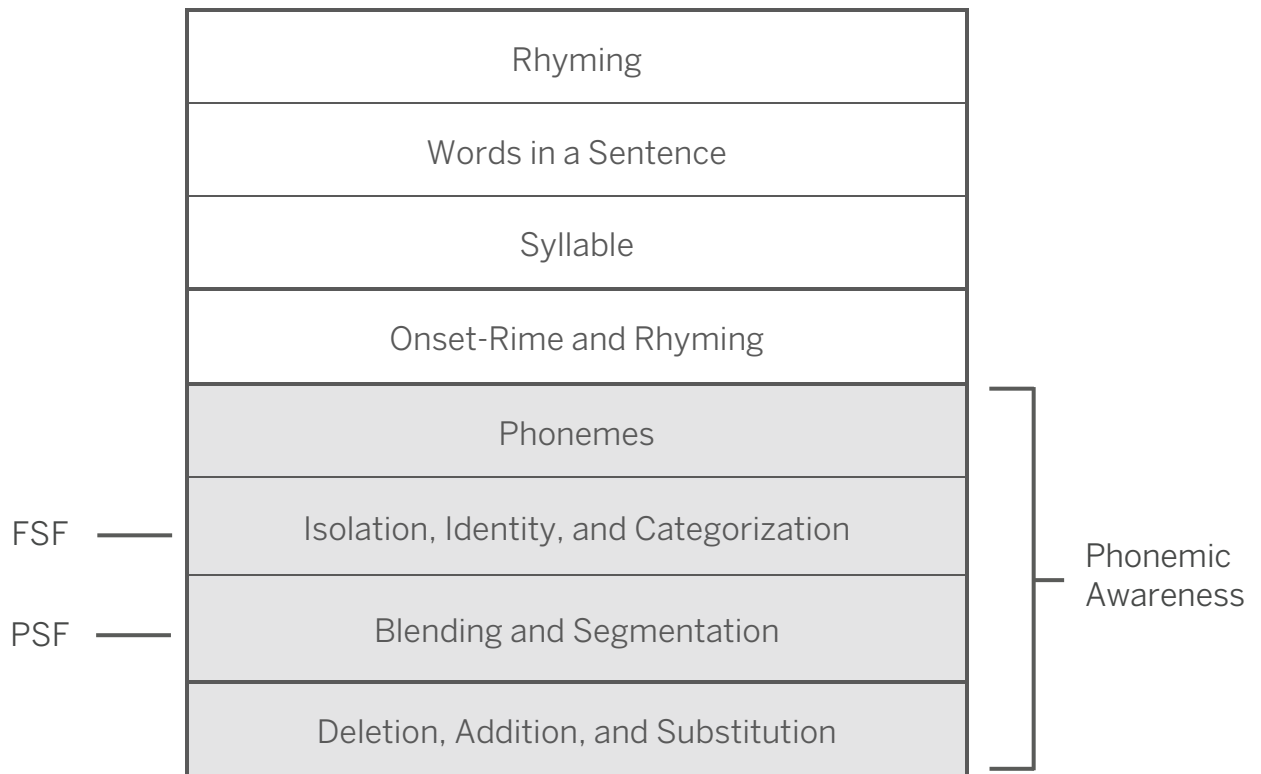 Rhyming
Words in a Sentence
Syllable
Onset-Rime and Rhyming
Phonemes
FSF
Isolation, Identity, and Categorization
PSF
Blending and Segmentation
Deletion, Addition, and Substitution
Phonemic
Awareness